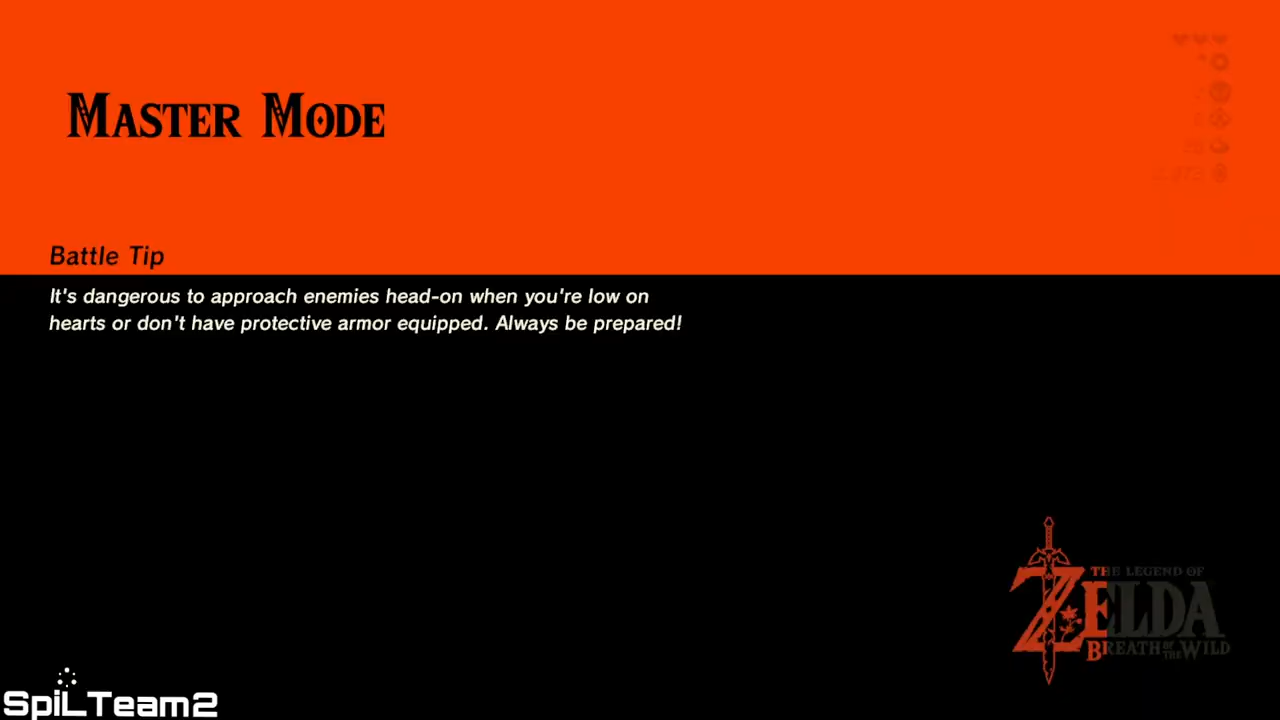 MASTER MODE
Battle Tip
It's dangerous to approach enemies head-on when you're low on
hearts or don't have protective armor equipped. Always be prepared!
THE LEGEND OF
ZELDA
BREATH OF THE WILD
SpiL_Team2